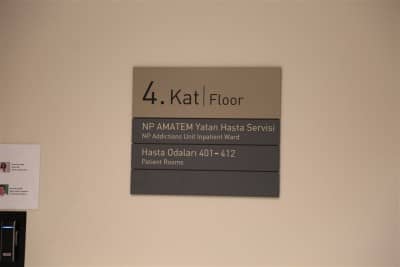 4. Kat | Floor
NP AMATEM Yatan Hasta Servisi
NP Addictions Unit Inpatient Ward
Hasta Odaları 401-412
Patient Rooms